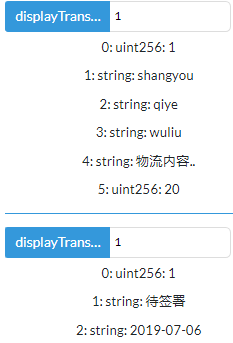 displayTrans... 1
0: uint256: 1
1: string: shangyou
2: string: qiye
3: string: wuliu
4: string: 物流内容..
5: uint256: 20
displayTrans... 1
0: uint256: 1
1: string: 待签署
2: string: 2019-07-06